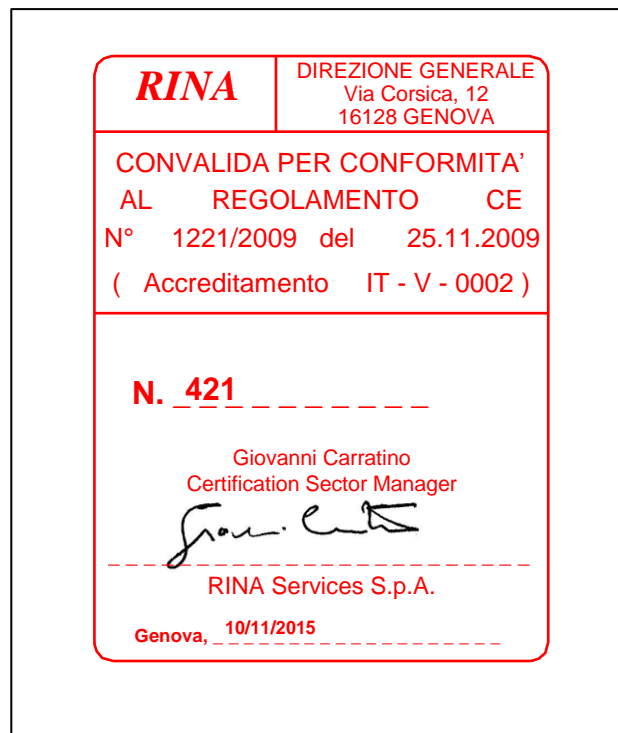 RINA
DIREZIONE GENERALE
Via Corsica, 12
16128 GENOVA
CONVALIDA PER CONFORMITA'
AL REGOLAMENTO CE
N° 1221/2009 del 25.11.2009
( Accreditamento IT - V - 0002 )
N. 421
Giovanni Carratino
Certification Sector Manager
RINA Services S.p.A.
Genova, 10/11/2015